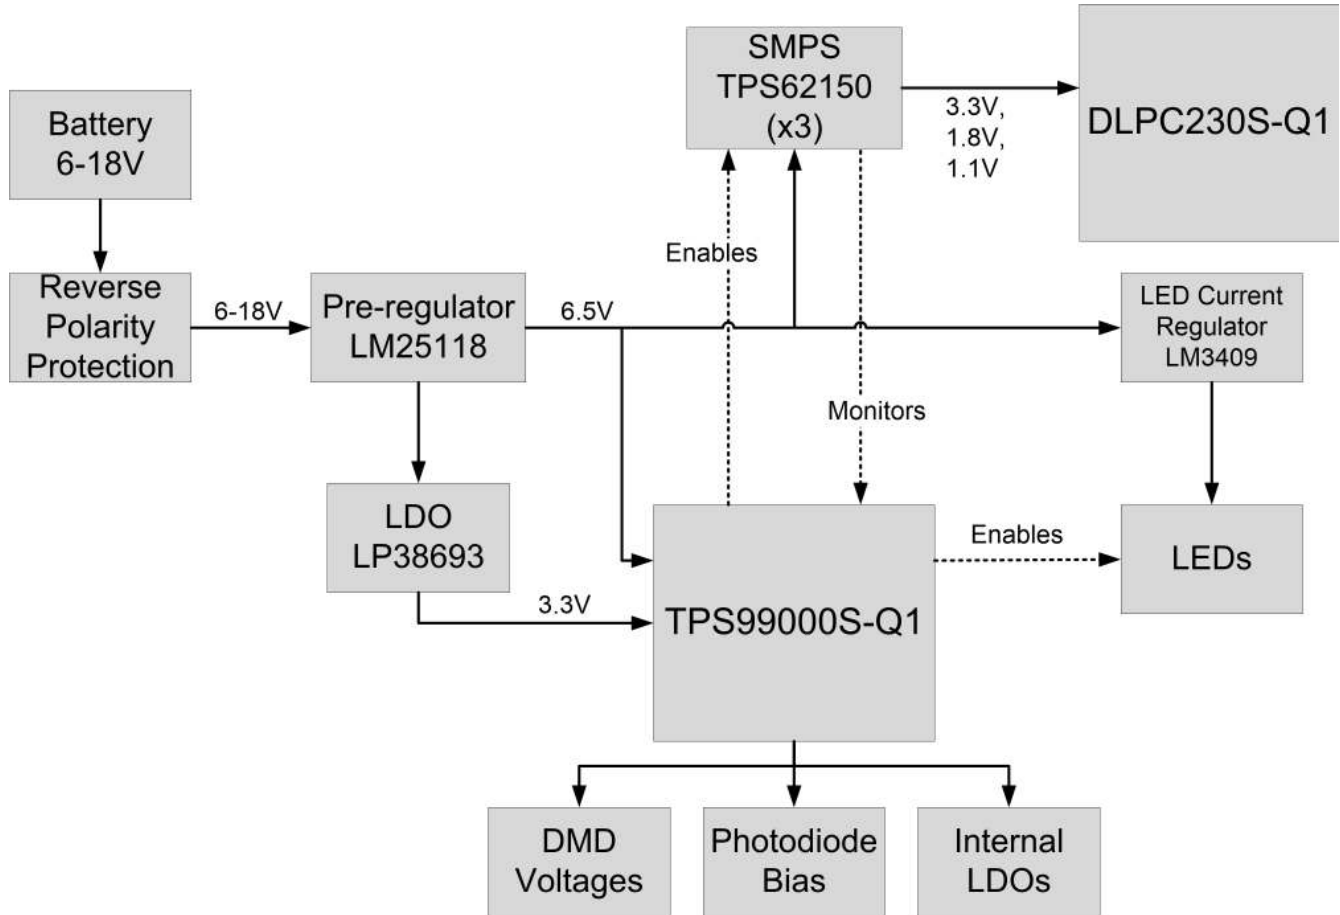 SMPS
TPS62150
(x3)
3.3V,
1.8V,
1.1V
DLPC230S-Q1
Battery
6-18V
Enables
Reverse
Polarity
Protection
6-18V
Pre-regulator
LM25118
6.5V
LED Current
Regulator
LM3409
Monitors
LDO
LP38693
3.3V
TPS99000S-Q1
Enables
LEDs
DMD
Voltages
Photodiode
Bias
Internal
LDOs